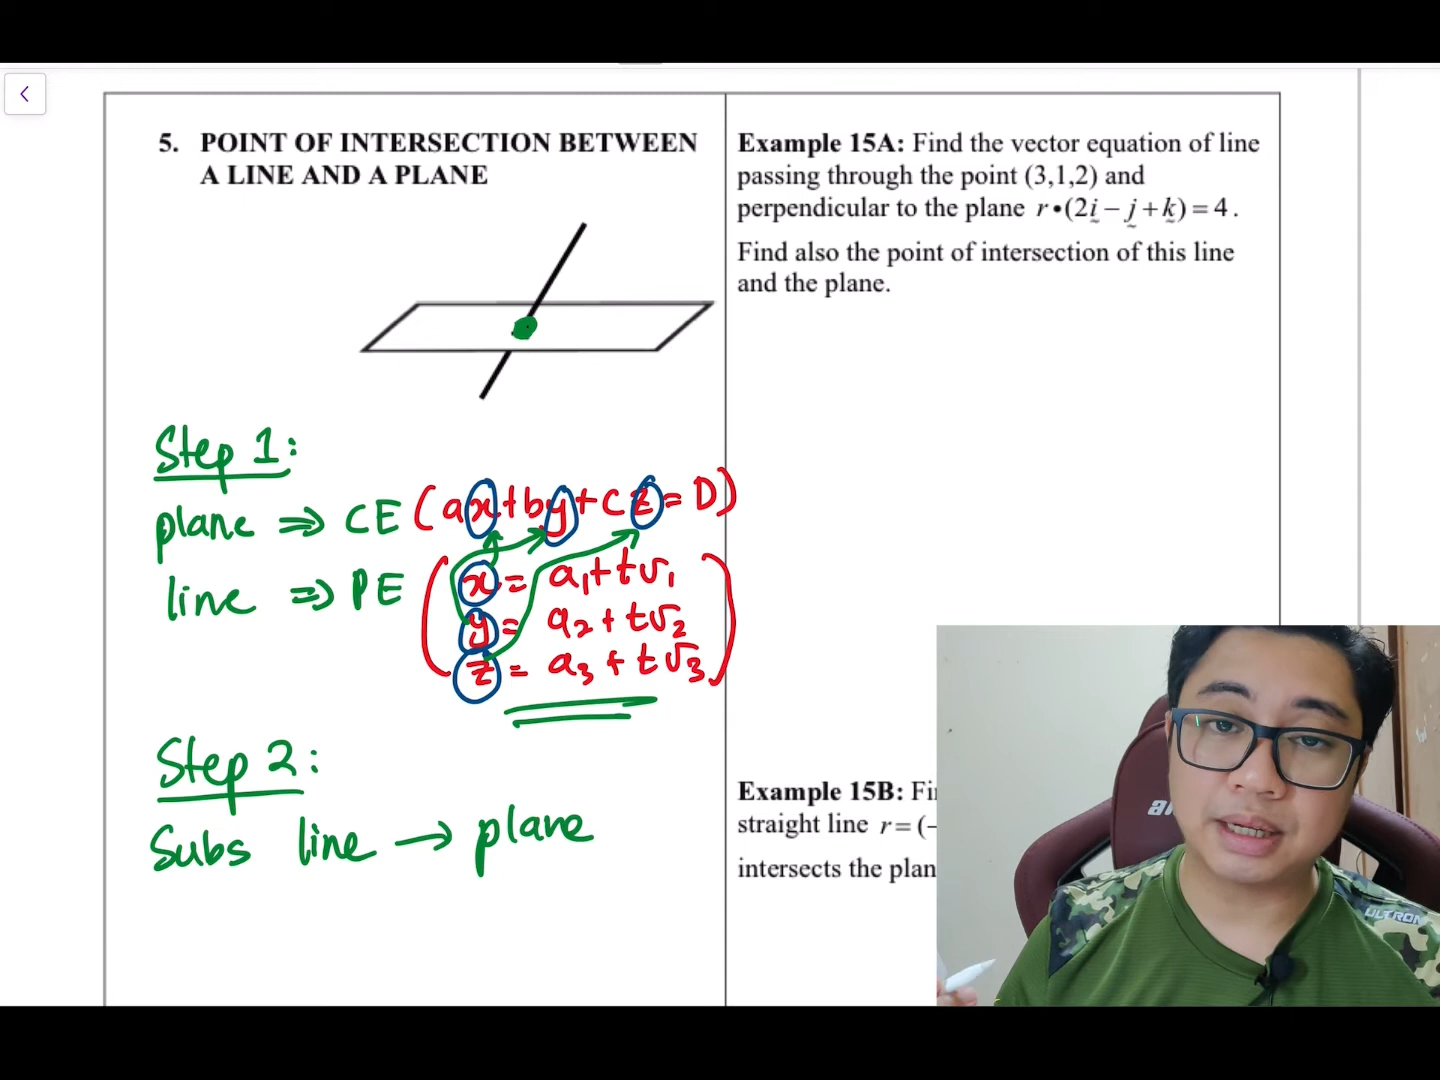 5. POINT OF INTERSECTION BETWEEN
A LINE AND A PLANE
Step 1:
plane ⇒ CE (ax+by+cz=D)
line ⇒ PE
x = a₁+tv₁
y = a₂+tv₂
z = a₃+tv₃
Step 2:
Subs line → plane
Example 15A: Find the vector equation of line
passing through the point (3,1,2) and
perpendicular to the plane r•(2i − j + k) = 4.
Find also the point of intersection of this line
and the plane.
Example 15B:
straight line r = (−
intersects the plan
ULTRON